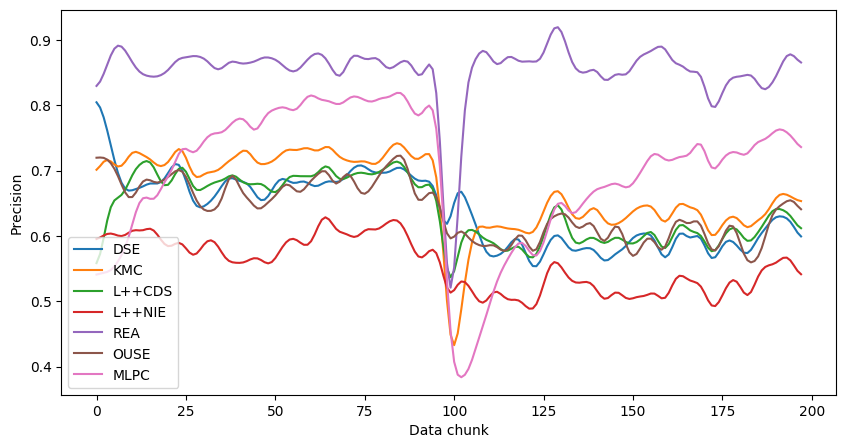 Precision
0.9
0.8
0.7
0.6
0.5
0.4
DSE
KMC
L++CDS
L++NIE
REA
OUSE
MLPC
0 25 50 75 100 125 150 175 200
Data chunk